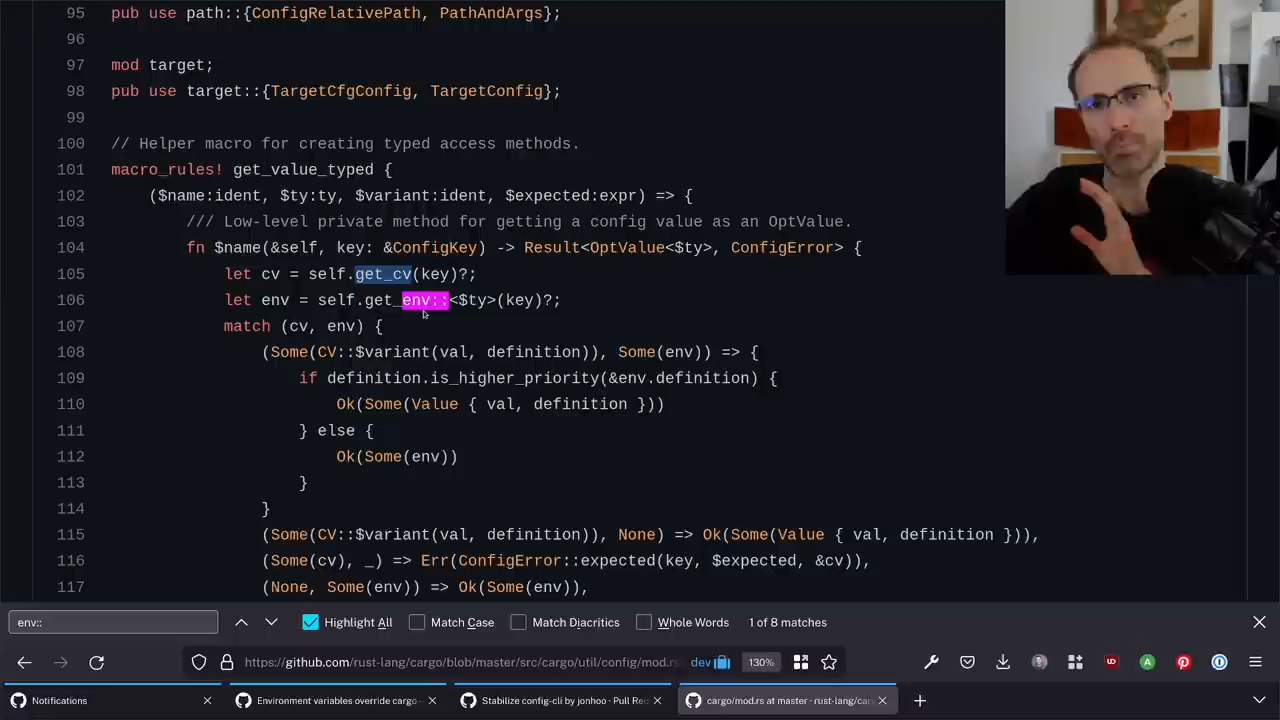 95 pub use path::{ConfigRelativePath, PathAndArgs};
96
97 mod target;
98 pub use target::{TargetCfgConfig, TargetConfig};
99
100 // Helper macro for creating typed access methods.
101 macro_rules! get_value_typed {
102 ($name:ident, $ty:ty, $variant:ident, $expected:expr) => {
103 /// Low-level private method for getting a config value as an OptValue.
104 fn $name(&self, key: &ConfigKey) -> Result<OptValue<$ty>, ConfigError> {
105 let cv = self.get_cv(key)?;
106 let env = self.get_env::<$ty>(key)?;
107 match (cv, env) {
108 (Some(CV::$variant(val, definition)), Some(env)) => {
109 if definition.is_higher_priority(&env.definition) {
110 Ok(Some(Value { val, definition }))
111 } else {
112 Ok(Some(env))
113 }
114 }
115 (Some(CV::$variant(val, definition)), None) => Ok(Some(Value { val, definition })),
116 (Some(cv), _) => Err(ConfigError::expected(key, $expected, &cv)),
117 (None, Some(env)) => Ok(Some(env)),
env:: Highlight All Match Case Match Diacritics Whole Words 1 of 8 matches
https://github.com/rust-lang/cargo/blob/master/src/cargo/util/config/mod.rs dev 130%
Notifications Environment variables override cargo Stabilize config-cli by jonhoo · Pull Re cargo/mod.rs at master · rust-lang/car